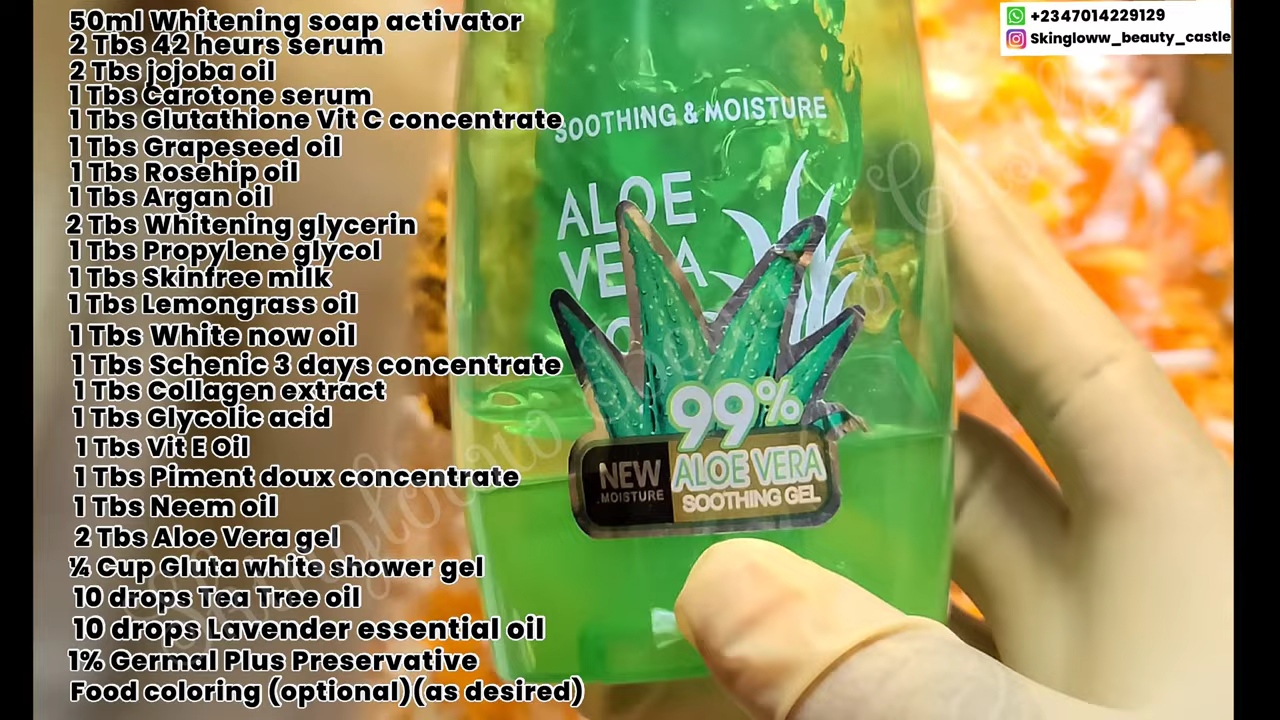 50ml Whitening soap activator
2 Tbs 42 heurs serum
2 Tbs jojoba oil
1 Tbs Carotone serum
1 Tbs Glutathione Vit C concentrate
1 Tbs Grapeseed oil
1 Tbs Rosehip oil
1 Tbs Argan oil
2 Tbs Whitening glycerin
1 Tbs Propylene glycol
1 Tbs Skinfree milk
1 Tbs Lemongrass oil
1 Tbs White now oil
1 Tbs Schenic 3 days concentrate
1 Tbs Collagen extract
1 Tbs Glycolic acid
1 Tbs Vit E Oil
1 Tbs Piment doux concentrate
1 Tbs Neem oil
2 Tbs Aloe Vera gel
¼ Cup Gluta white shower gel
10 drops Tea Tree oil
10 drops Lavender essential oil
1% Germal Plus Preservative
Food coloring (optional)(as desired)
+2347014229129
Skingloww_beauty_castle
SOOTHING & MOISTURE
ALOE
VERA
99%
NEW
MOISTURE
ALOE VERA
SOOTHING GEL